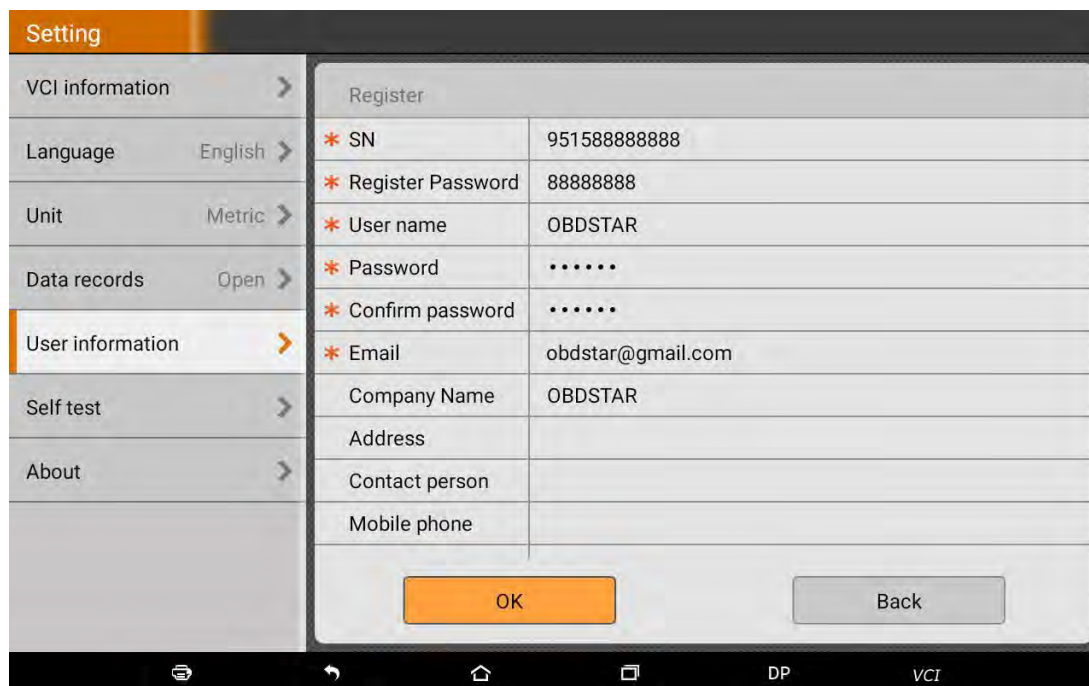 Setting
VCI information
Language English
Unit Metric
Data records Open
User information
Self test
About
Register
* SN 951588888888
* Register Password 88888888
* User name OBDSTAR
* Password ••••••
* Confirm password ••••••
* Email obdstar@gmail.com
Company Name OBDSTAR
Address
Contact person
Mobile phone
OK Back
DP VCI